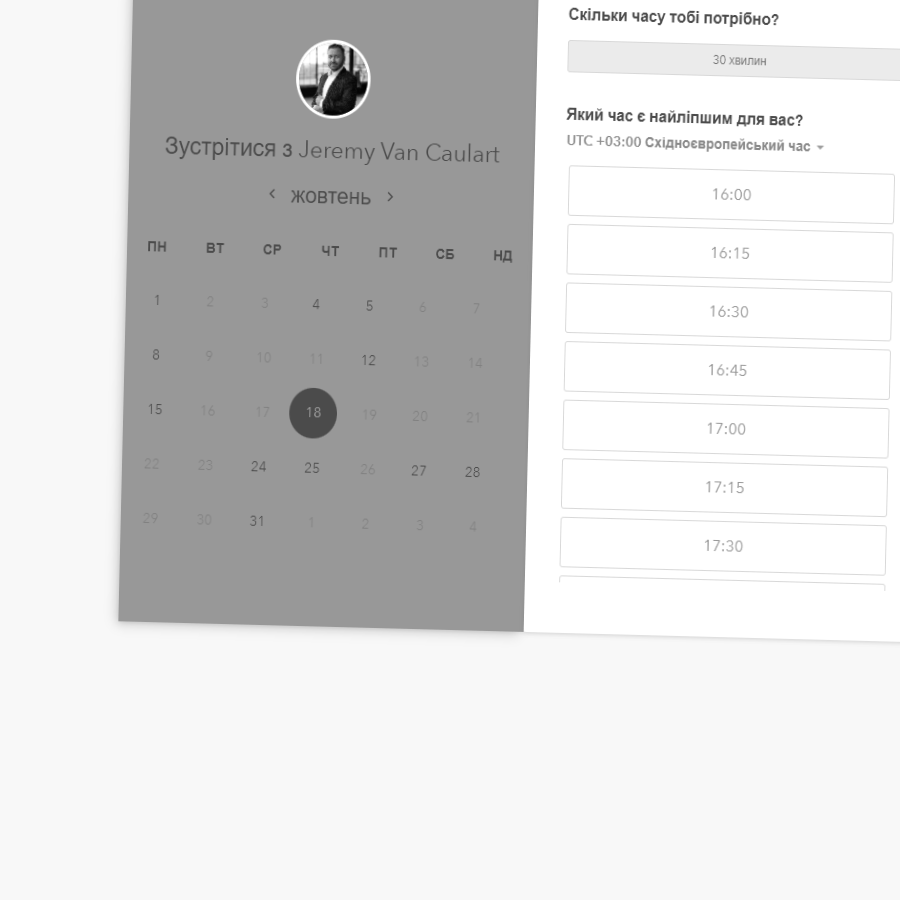 Зустрітися з Jeremy Van Caulart
‹ жовтень ›
ПН ВТ СР ЧТ ПТ СБ НД
1 2 3 4 5 6 7
8 9 10 11 12 13 14
15 16 17 18 19 20 21
22 23 24 25 26 27 28
29 30 31 1 2 3 4
Скільки часу тобі потрібно?
30 хвилин
Який час є найліпшим для вас?
UTC +03:00 Східноєвропейський час
16:00
16:15
16:30
16:45
17:00
17:15
17:30